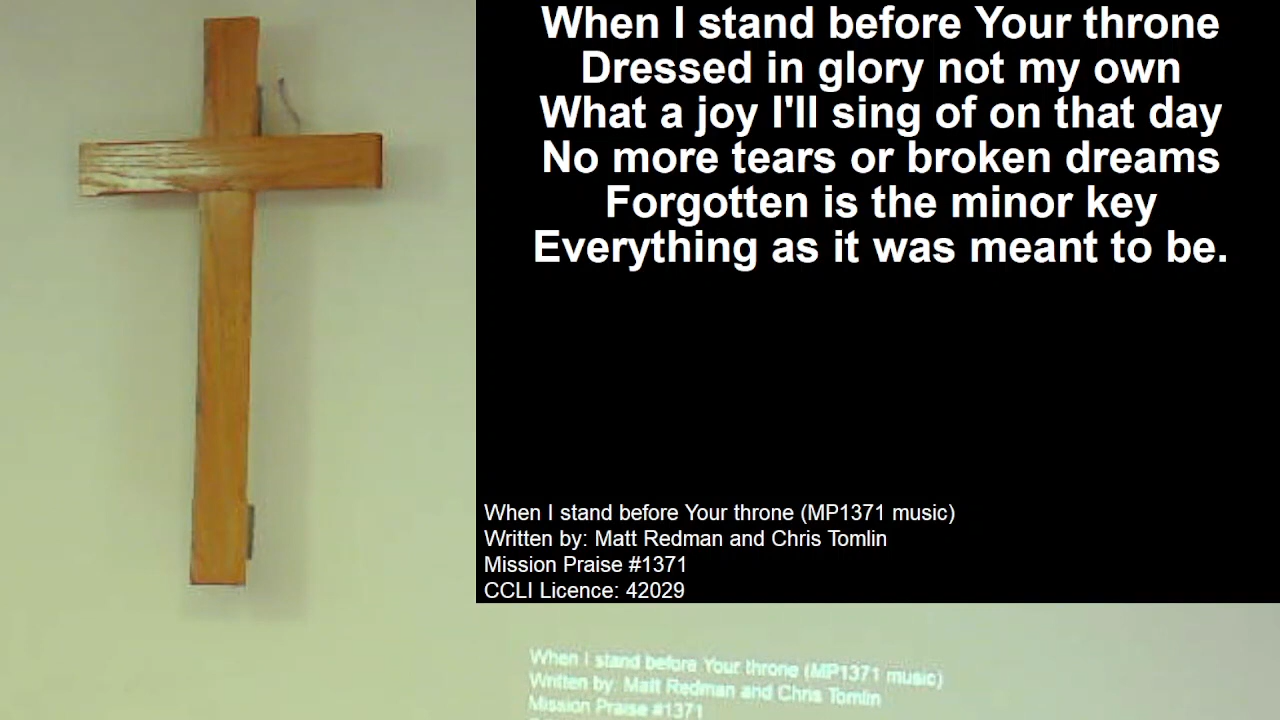 When I stand before Your throne
Dressed in glory not my own
What a joy I'll sing of on that day
No more tears or broken dreams
Forgotten is the minor key
Everything as it was meant to be.
When I stand before Your throne (MP1371 music)
Written by: Matt Redman and Chris Tomlin
Mission Praise #1371
CCLI Licence: 42029
When I stand before Your throne (MP1371 music)
Written by: Matt Redman and Chris Tomlin
Mission Praise #1371